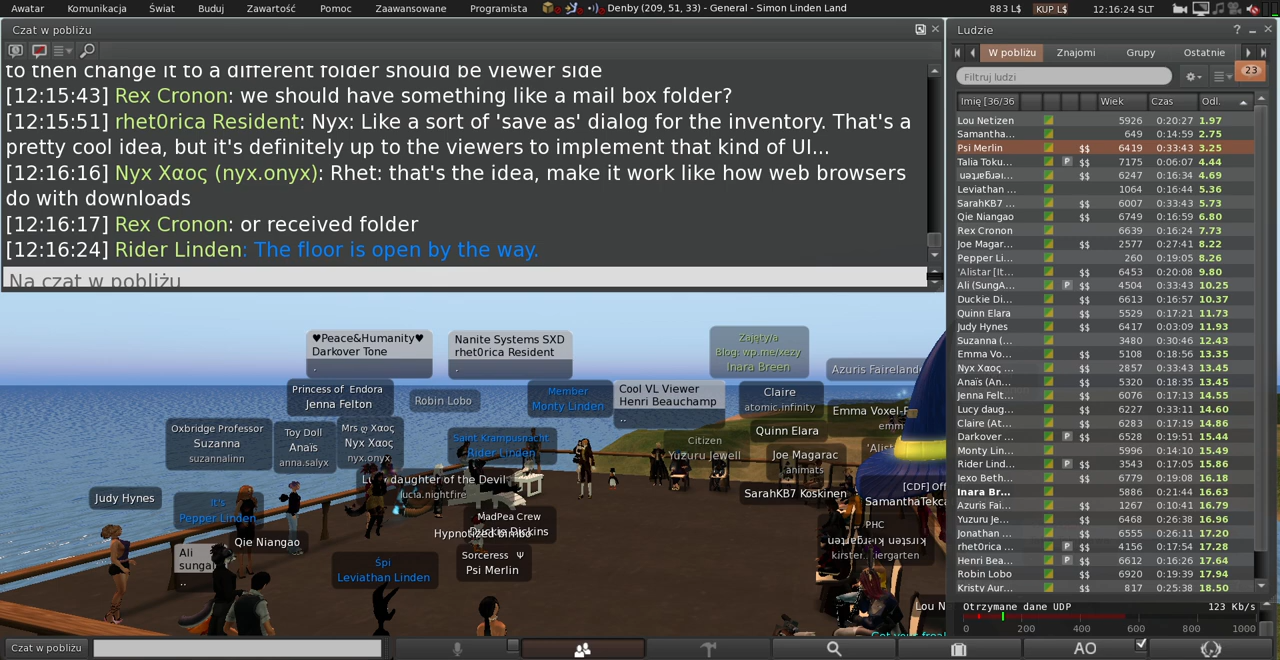 Awatar Komunikacja Świat Buduj Zawartość Pomoc Zaawansowane Programista Denby (209, 51, 33) - General - Simon Linden Land 883 L$ KUP L$ 12:16:24 SLT
Czat w pobliżu
to then change it to a different folder should be viewer side
[12:15:43] Rex Cronon: we should have something like a mail box folder?
[12:15:51] rhet0rica Resident: Nyx: Like a sort of 'save as' dialog for the inventory. That's a
pretty cool idea, but it's definitely up to the viewers to implement that kind of UI...
[12:16:16] Nyx Χαος (nyx.onyx): Rhet: that's the idea, make it work like how web browsers
do with downloads
[12:16:17] Rex Cronon: or received folder
[12:16:24] Rider Linden: The floor is open by the way.
Na czat w pobliżu
♥Peace&Humanity♥
Darkover Tone
.
Nanite Systems SXD
rhet0rica Resident
.
Zajęty/a
Blog: wp.me/xezy
Inara Breen
Azuris Faireland
Princess of Endora
Jenna Felton
Robin Lobo
Member
Monty Linden
Cool VL Viewer
Henri Beauchamp
..
Claire
atomic.infinity
Emma Voxel-F
emm
Oxbridge Professor
Suzanna
suzannalinn
Toy Doll
Anaïs
anna.salyx
Mrs ღ Χαος
Nyx Χαος
nyx.onyx
Saint Krampusnacht
Rider Linden
Citizen
Yuzuru Jewell
Quinn Elara
'Alist
Joe Magarac
animats
daughter of the Devil
lucia.nightfire
Judy Hynes
It's
Pepper Linden
SarahKB7 Koskinen
[CDF] Off
SamanthaTekca
MadPea Crew
Duckie Dickins
Hypnotized bimbo
Qie Niangao
PHC
Ali
sunga
..
Spi
Leviathan Linden
Sorceress Ψ
Psi Merlin
Lou N
Ludzie
W pobliżu Znajomi Grupy Ostatnie
Filtruj ludzi
23
Imię [36/36 Wiek Czas Odl.
Lou Netizen 5926 0:20:27 1.97
Samantha... 649 0:14:59 2.75
Psi Merlin $$ 6419 0:33:43 3.25
Talia Toku... P $$ 7175 0:06:07 4.44
$$ 6247 0:16:34 4.69
Leviathan ... 1064 0:16:44 5.36
SarahKB7 ... $$ 6007 0:33:43 5.73
Qie Niangao $$ 6749 0:16:59 6.80
Rex Cronon 6639 0:16:24 7.73
Joe Magar... $$ 2577 0:27:41 8.22
Pepper Li... 260 0:19:05 8.26
'Alistar [It... $$ 6453 0:20:08 9.80
Ali (SungA... P $$ 4504 0:33:43 10.25
Duckie Di... $$ 6613 0:16:57 10.37
Quinn Elara $$ 5529 0:17:21 11.73
Judy Hynes $$ 6417 0:03:09 11.93
Suzanna (... 3480 0:30:46 12.43
Emma Vo... $$ 5108 0:18:56 13.35
Nyx Χαος ... $$ 2857 0:33:43 13.45
Anaïs (An... $$ 5320 0:18:35 13.45
Jenna Felt... $$ 6076 0:17:13 14.55
Lucy daug... $$ 6227 0:33:11 14.60
Claire (At... $$ 6283 0:17:19 14.86
Darkover ... P $$ 6528 0:19:51 15.44
Monty Lin... $$ 5996 0:14:10 15.49
Rider Lind... P $$ 3543 0:17:05 15.86
Iexo Beth... $$ 6779 0:19:08 16.18
Inara Br... 5886 0:21:44 16.63
Azuris Fai... $$ 1267 0:10:41 16.79
Yuzuru Je... $$ 6468 0:26:38 16.96
Jonathan ... $$ 6555 0:26:11 17.20
rhet0rica ... P $$ 4156 0:17:54 17.28
Henri Bea... P $$ 6612 0:16:26 17.64
Robin Lobo 6920 0:19:39 17.94
Kristy Aur... $$ 817 0:25:38 18.50
Otrzymane dane UDP 123 Kb/s
0 200 400 600 800 1000
Czat w pobliżu AO